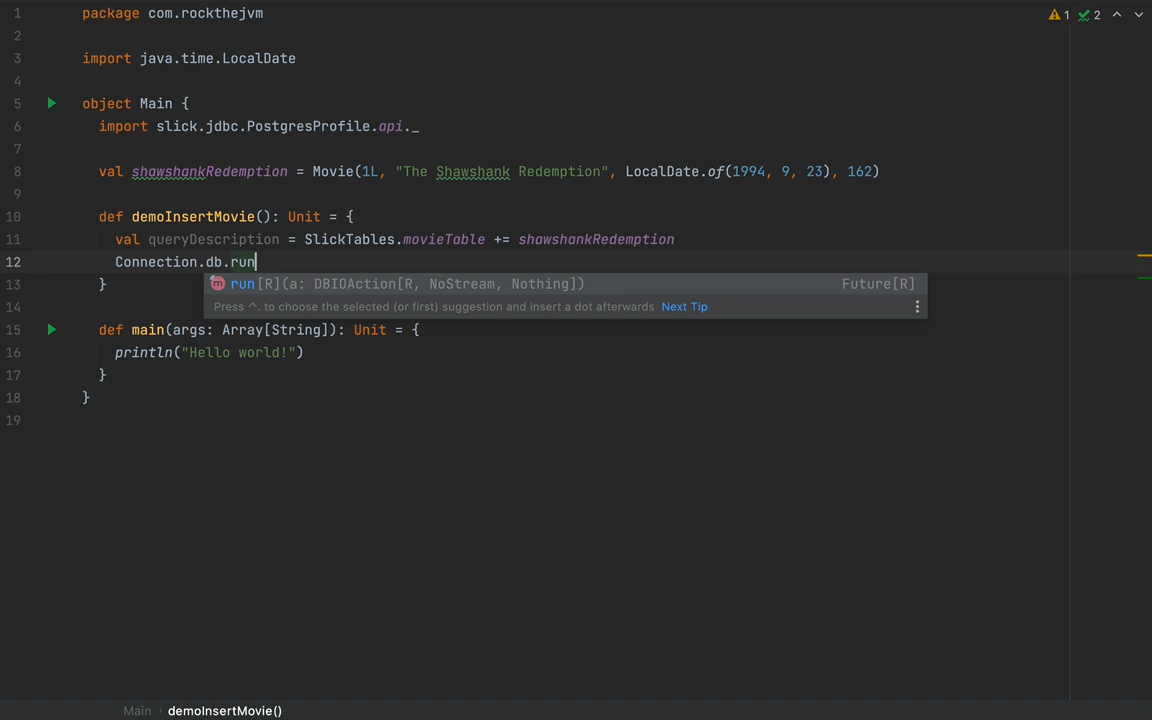 1 package com.rockthejvm
1 2
2
3 import java.time.LocalDate
4
5 object Main {
6 import slick.jdbc.PostgresProfile.api._
7
8 val shawshankRedemption = Movie(1L, "The Shawshank Redemption", LocalDate.of(1994, 9, 23), 162)
9
10 def demoInsertMovie(): Unit = {
11 val queryDescription = SlickTables.movieTable += shawshankRedemption
12 Connection.db.run
13 }
run[R](a: DBIOAction[R, NoStream, Nothing]) Future[R]
14
Press ^. to choose the selected (or first) suggestion and insert a dot afterwards Next Tip
15 def main(args: Array[String]): Unit = {
16 println("Hello world!")
17 }
18 }
19
Main › demoInsertMovie()